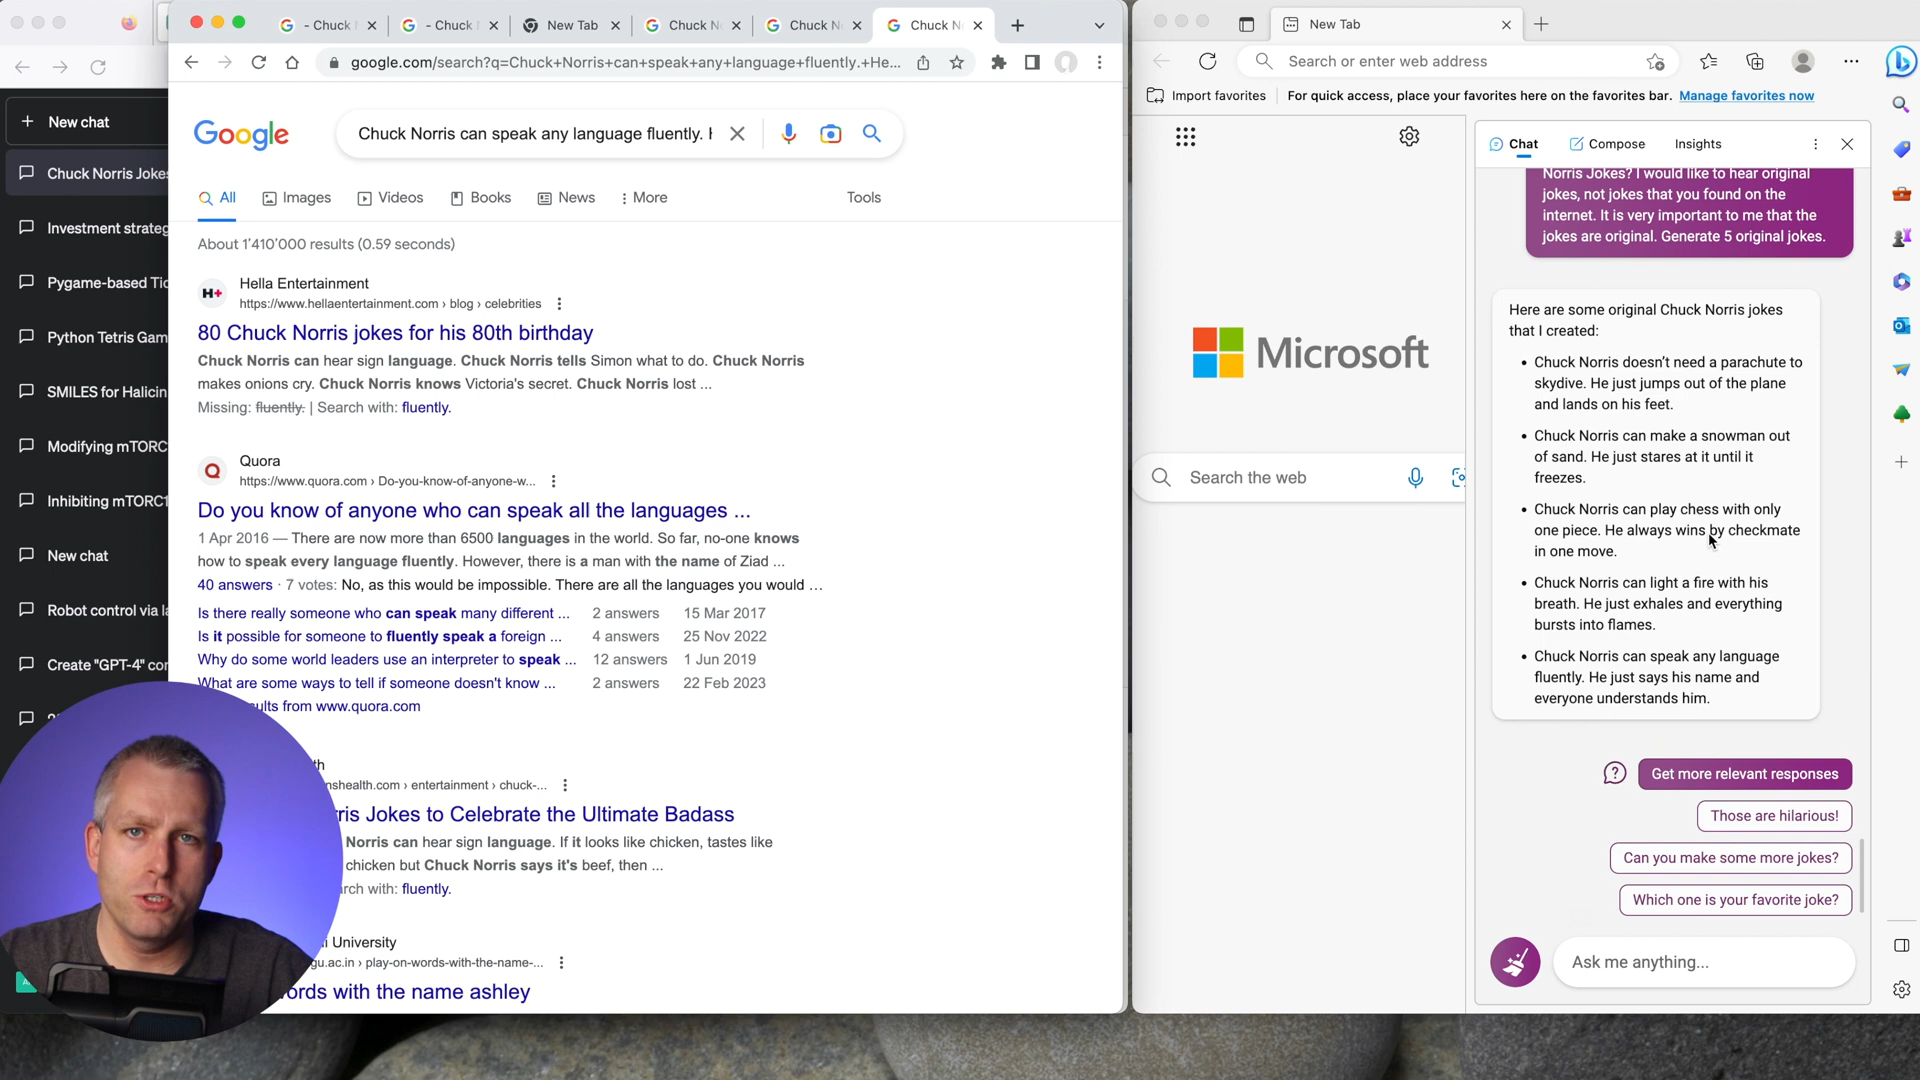 New chat
Chuck Norris Jokes
Investment strateg
Pygame-based Tic
Python Tetris Gam
SMILES for Halicin
Modifying mTORC
Inhibiting mTORC1
New chat
Robot control via la
Create "GPT-4" cor
- Chuck
- Chuck
New Tab
Chuck N
Chuck N
Chuck N
google.com/search?q=Chuck+Norris+can+speak+any+language+fluently.+He...
Google
Chuck Norris can speak any language fluently. H
All
Images
Videos
Books
News
More
Tools
About 1'410'000 results (0.59 seconds)
H+
Hella Entertainment
https://www.hellaentertainment.com › blog › celebrities
80 Chuck Norris jokes for his 80th birthday
Chuck Norris can hear sign language. Chuck Norris tells Simon what to do. Chuck Norris
makes onions cry. Chuck Norris knows Victoria's secret. Chuck Norris lost ...
Missing: fluently. | Search with: fluently.
Quora
https://www.quora.com › Do-you-know-of-anyone-w...
Do you know of anyone who can speak all the languages ...
1 Apr 2016 — There are now more than 6500 languages in the world. So far, no-one knows
how to speak every language fluently. However, there is a man with the name of Ziad ...
40 answers · 7 votes: No, as this would be impossible. There are all the languages you would ...
Is there really someone who can speak many different ... 2 answers 15 Mar 2017
Is it possible for someone to fluently speak a foreign ... 4 answers 25 Nov 2022
Why do some world leaders use an interpreter to speak ... 12 answers 1 Jun 2019
What are some ways to tell if someone doesn't know ... 2 answers 22 Feb 2023
ults from www.quora.com
th
nshealth.com › entertainment › chuck-...
ris Jokes to Celebrate the Ultimate Badass
Norris can hear sign language. If it looks like chicken, tastes like
chicken but Chuck Norris says it's beef, then ...
rch with: fluently.
i University
gu.ac.in › play-on-words-with-the-name-...
ords with the name ashley
New Tab
Search or enter web address
Import favorites
For quick access, place your favorites here on the favorites bar. Manage favorites now
Microsoft
Search the web
Chat
Compose
Insights
Norris Jokes? I would like to hear original
jokes, not jokes that you found on the
internet. It is very important to me that the
jokes are original. Generate 5 original jokes.
Here are some original Chuck Norris jokes
that I created:
• Chuck Norris doesn't need a parachute to
skydive. He just jumps out of the plane
and lands on his feet.
• Chuck Norris can make a snowman out
of sand. He just stares at it until it
freezes.
• Chuck Norris can play chess with only
one piece. He always wins by checkmate
in one move.
• Chuck Norris can light a fire with his
breath. He just exhales and everything
bursts into flames.
• Chuck Norris can speak any language
fluently. He just says his name and
everyone understands him.
Get more relevant responses
Those are hilarious!
Can you make some more jokes?
Which one is your favorite joke?
Ask me anything...